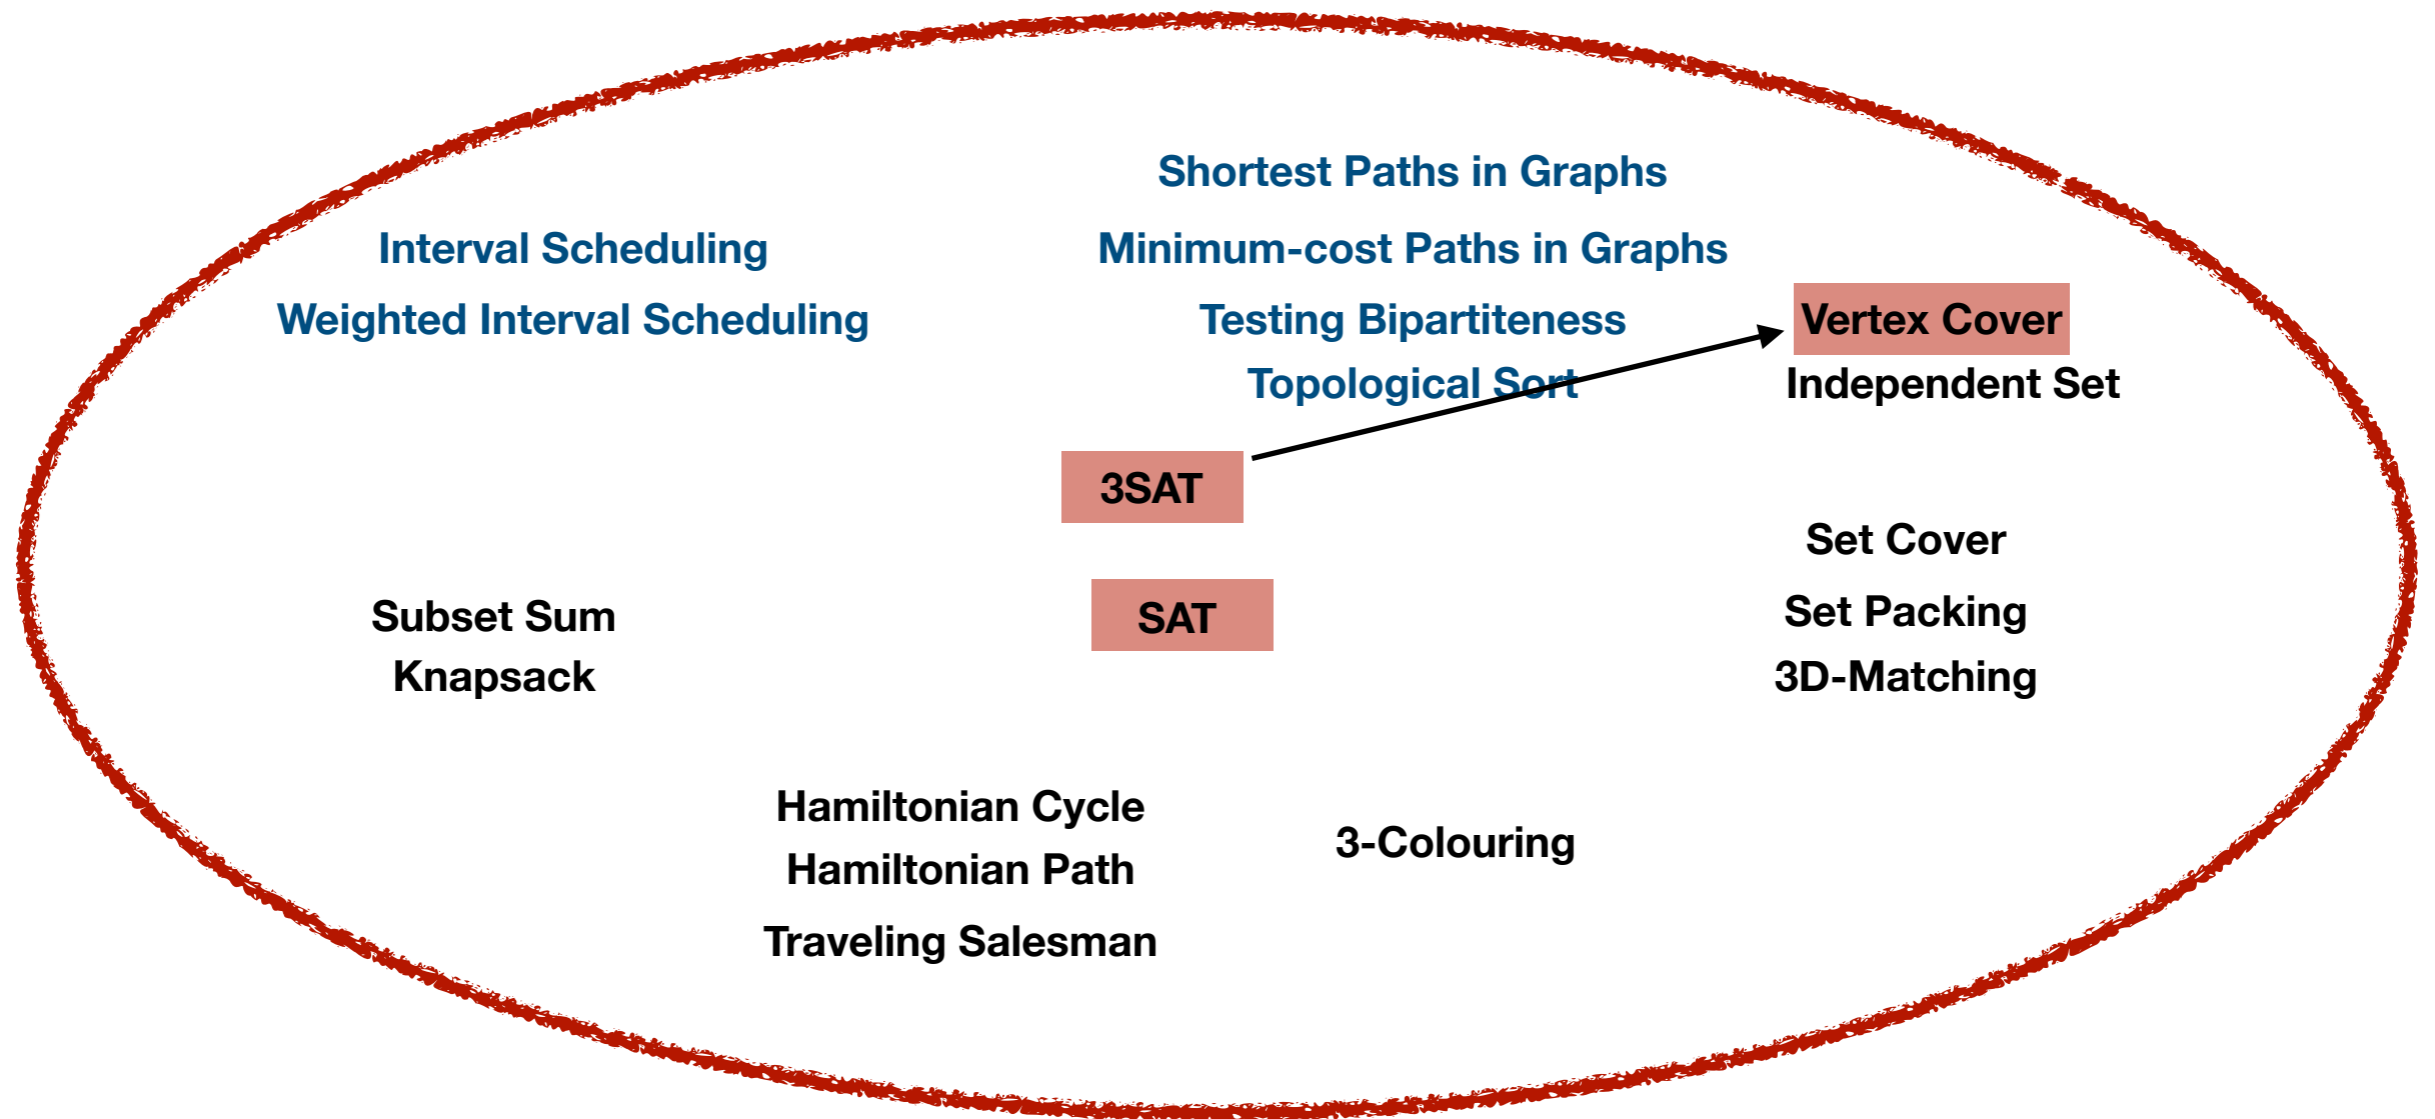 Shortest Paths in Graphs
Interval Scheduling
Minimum-cost Paths in Graphs
Weighted Interval Scheduling
Testing Bipartiteness
Vertex Cover
Topological Sort
Independent Set
3SAT
Set Cover
Subset Sum
SAT
Set Packing
Knapsack
3D-Matching
Hamiltonian Cycle
3-Colouring
Hamiltonian Path
Traveling Salesman